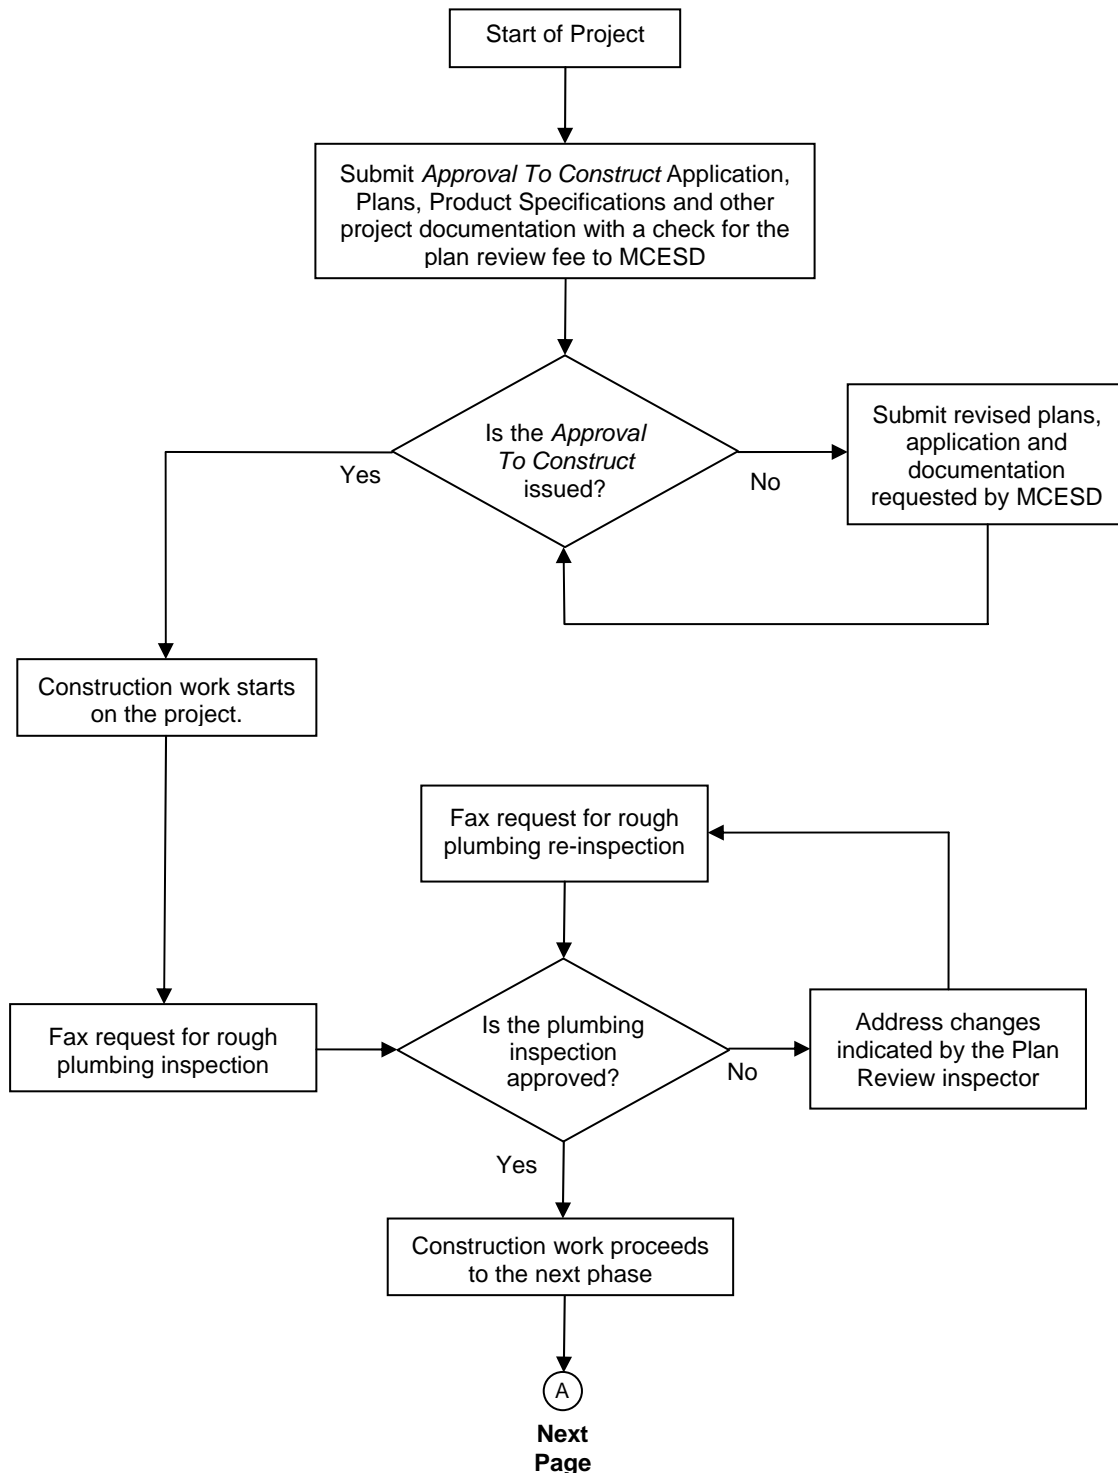 Start of Project
Submit Approval To Construct Application,
Plans, Product Specifications and other
project documentation with a check for the
plan review fee to MCESD
Is the Approval
To Construct
issued?
Yes
No
Submit revised plans,
application and
documentation
requested by MCESD
Construction work starts
on the project.
Fax request for rough
plumbing re-inspection
Fax request for rough
plumbing inspection
Is the plumbing
inspection
approved?
No
Address changes
indicated by the Plan
Review inspector
Yes
Construction work proceeds
to the next phase
A
Next
Page